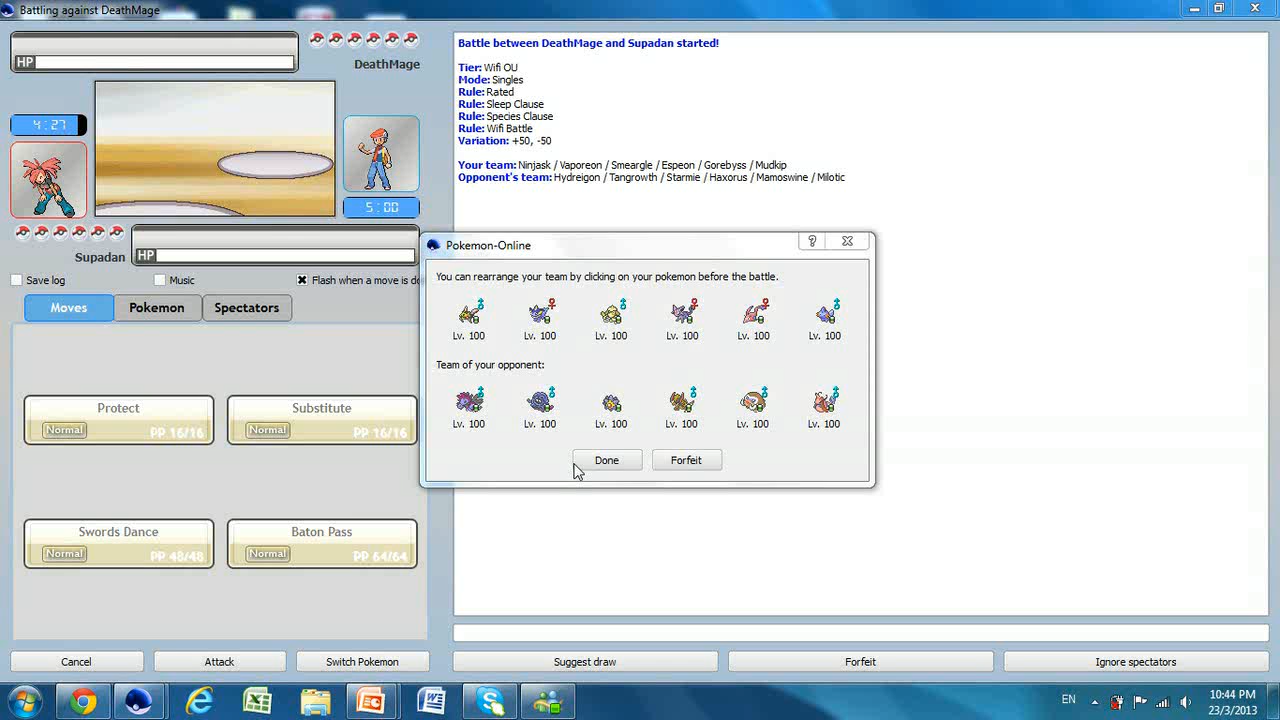 Battling against DeathMage
HP
DeathMage
4:27
5:00
Supadan
HP
Save log
Music
Flash when a move is do
Moves
Pokemon
Spectators
Protect
Normal
PP 16/16
Substitute
Normal
PP 16/16
Swords Dance
Normal
PP 48/48
Baton Pass
Normal
PP 64/64
Cancel
Attack
Switch Pokemon
Battle between DeathMage and Supadan started!
Tier: Wifi OU
Mode: Singles
Rule: Rated
Rule: Sleep Clause
Rule: Species Clause
Rule: Wifi Battle
Variation: +50, -50
Your team: Ninjask / Vaporeon / Smeargle / Espeon / Gorebyss / Mudkip
Opponent's team: Hydreigon / Tangrowth / Starmie / Haxorus / Mamoswine / Milotic
Pokemon-Online
?
You can rearrange your team by clicking on your pokemon before the battle.
Lv. 100 Lv. 100 Lv. 100 Lv. 100 Lv. 100 Lv. 100
Team of your opponent:
Lv. 100 Lv. 100 Lv. 100 Lv. 100 Lv. 100 Lv. 100
Done
Forfeit
Suggest draw
Forfeit
Ignore spectators
EN
10:44 PM
23/3/2013